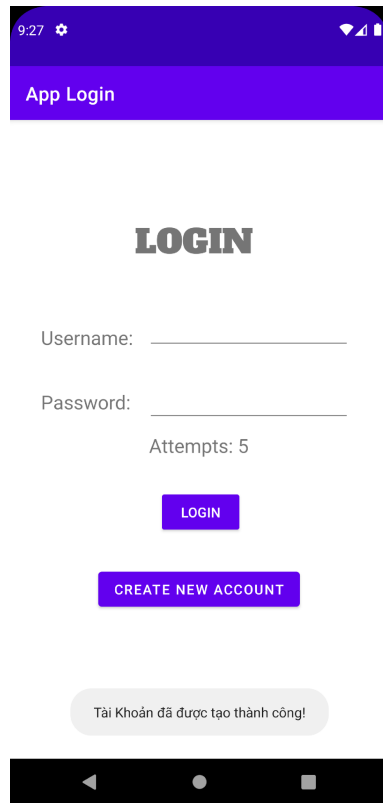 9:27
App Login
LOGIN
Username:
Password:
Attempts: 5
LOGIN
CREATE NEW ACCOUNT
Tài Khoản đã được tạo thành công!